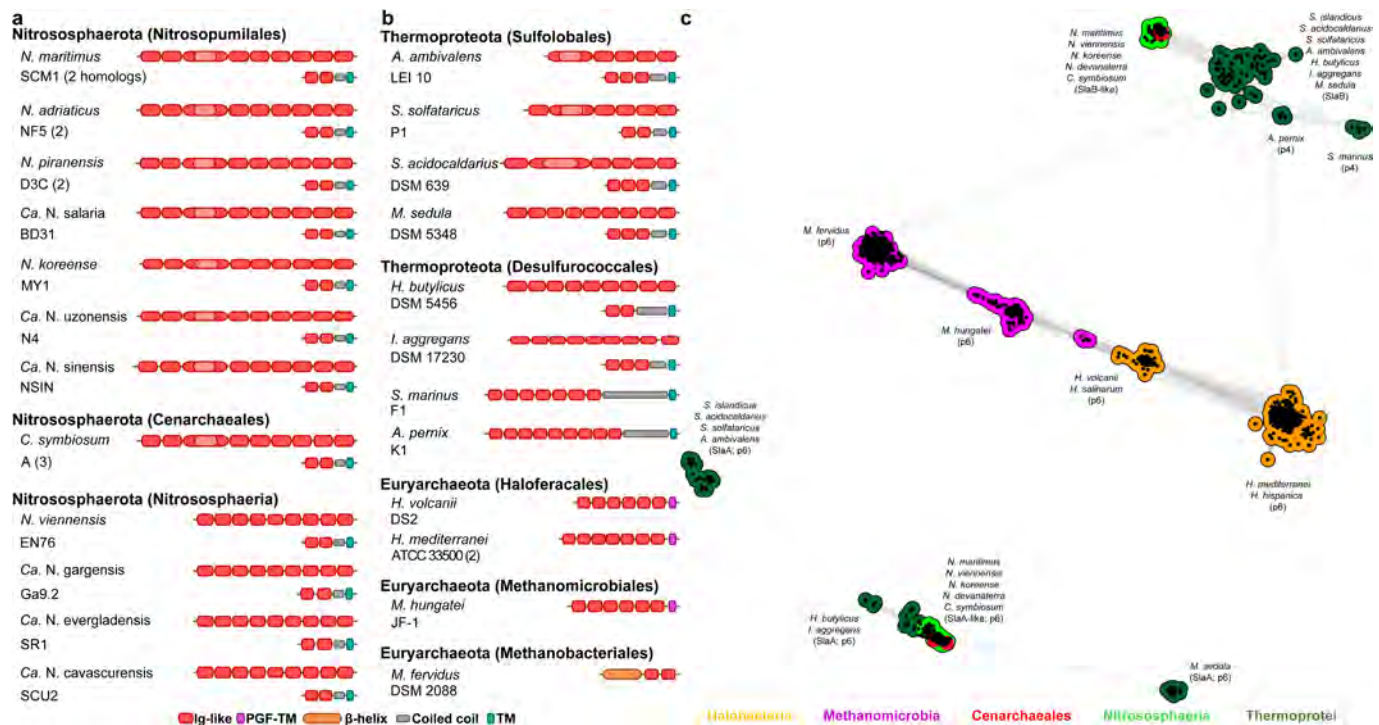 a
Nitrososphaerota (Nitrosopumilales)
N. maritimus
SCM1 (2 homologs)
N. adriaticus
NF5 (2)
N. piranensis
D3C (2)
Ca. N. salaria
BD31
N. koreense
MY1
Ca. N. uzonensis
N4
Ca. N. sinensis
NSIN
Nitrososphaerota (Cenarchaeales)
C. symbiosum
A (3)
Nitrososphaerota (Nitrososphaeria)
N. viennensis
EN76
Ca. N. gargensis
Ga9.2
Ca. N. evergladensis
SR1
Ca. N. cavascurensis
SCU2
b
Thermoproteota (Sulfolobales)
A. ambivalens
LEI 10
S. solfataricus
P1
S. acidocaldarius
DSM 639
M. sedula
DSM 5348
Thermoproteota (Desulfurococcales)
H. butylicus
DSM 5456
I. aggregans
DSM 17230
S. marinus
F1
A. pernix
K1
Euryarchaeota (Haloferacales)
H. volcanii
DS2
H. mediterranei
ATCC 33500 (2)
Euryarchaeota (Methanomicrobiales)
M. hungatei
JF-1
Euryarchaeota (Methanobacteriales)
M. fervidus
DSM 2088
Ig-like PGF-TM β-helix Coiled coil TM
c
N. maritimus
N. viennensis
N. koreense
N. devanaterra
C. symbiosum
(SlaB-like)
S. islandicus
S. acidocaldarius
S. solfataricus
A. ambivalens
H. butylicus
I. aggregans
M. sedula
(SlaB)
A. pernix
(p4)
S. marinus
(p4)
M. fervidus
(p6)
M. hungatei
(p6)
H. volcanii
H. salinarum
(p6)
H. mediterranei
H. hispanica
(p6)
S. islandicus
S. acidocaldarius
S. solfataricus
A. ambivalens
(SlaA; p6)
N. maritimus
N. viennensis
N. koreense
N. devanaterra
C. symbiosum
(SlaA-like; p6)
H. butylicus
I. aggregans
(SlaA; p6)
M. sedula
(SlaA; p6)
Halobacteria Methanomicrobia Cenarchaeales Nitrososphaeria Thermoprotei